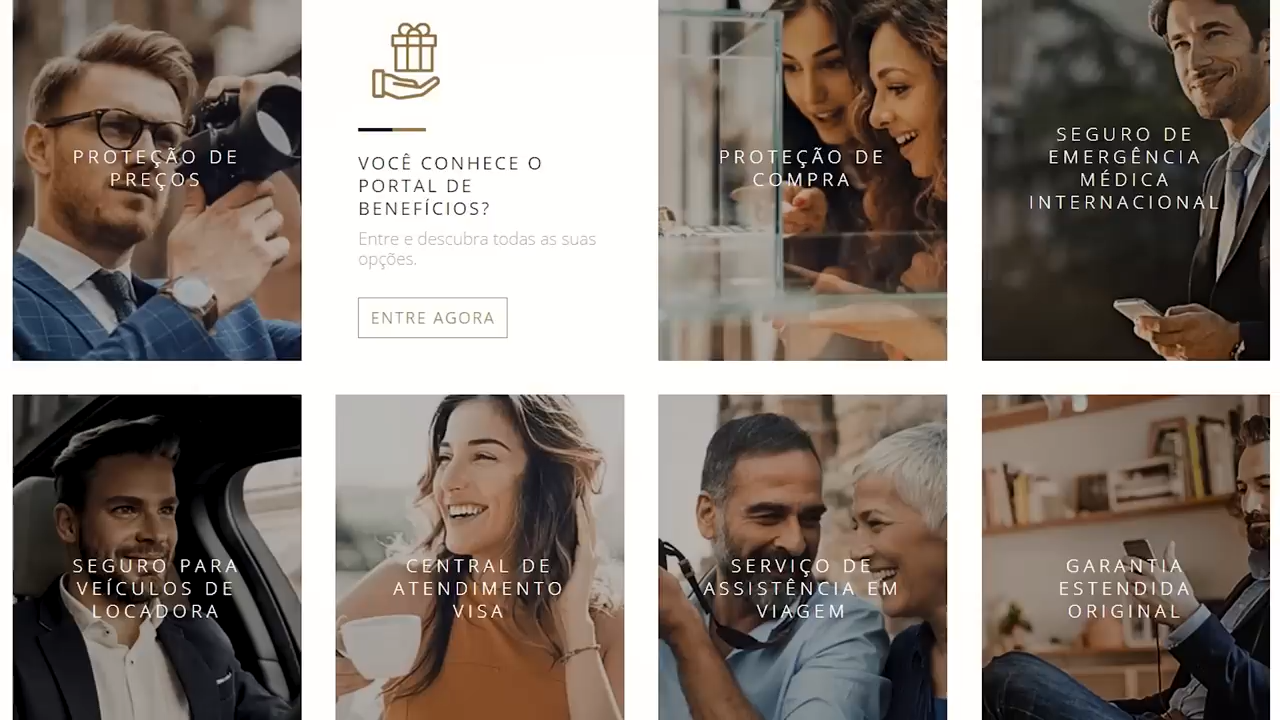 PROTEÇÃO DE
PREÇOS
VOCÊ CONHECE O
PORTAL DE
BENEFÍCIOS?
Entre e descubra todas as suas
opções.
ENTRE AGORA
PROTEÇÃO DE
COMPRA
SEGURO DE
EMERGÊNCIA
MÉDICA
INTERNACIONAL
SEGURO PARA
VEÍCULOS DE
LOCADORA
CENTRAL DE
ATENDIMENTO
VISA
SERVIÇO DE
ASSISTÊNCIA EM
VIAGEM
GARANTIA
ESTENDIDA
ORIGINAL